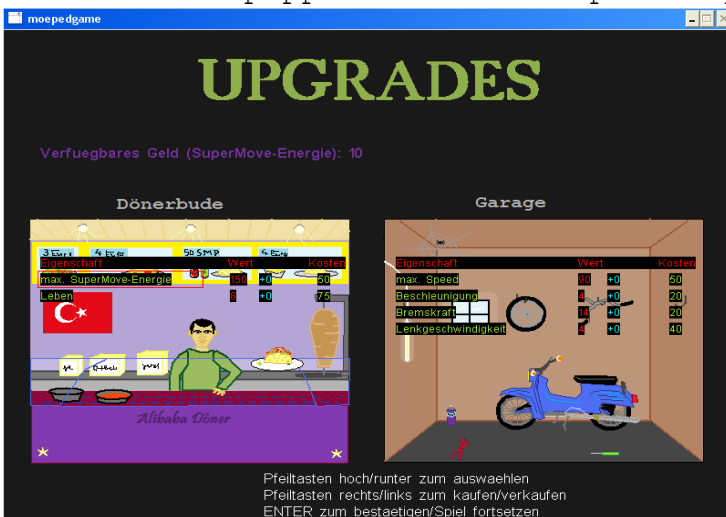 moepedgame
UPGRADES
Verfuegbares Geld (SuperMove-Energie): 10
Dönerbude
Garage
50 5MP
Eigenschaft Wert Kosten
max. SuperMove-Energie 150 +0 50
Leben 8 +0 75
Alibaba Döner
Eigenschaft Wert Kosten
max. Speed 90 +0 50
Beschleunigung 4 +0 20
Bremskraft 14 +0 20
Lenkgeschwindigkeit 4 +0 40
Pfeiltasten hoch/runter zum auswaehlen
Pfeiltasten rechts/links zum kaufen/verkaufen
ENTER zum bestaetigen/Spiel fortsetzen